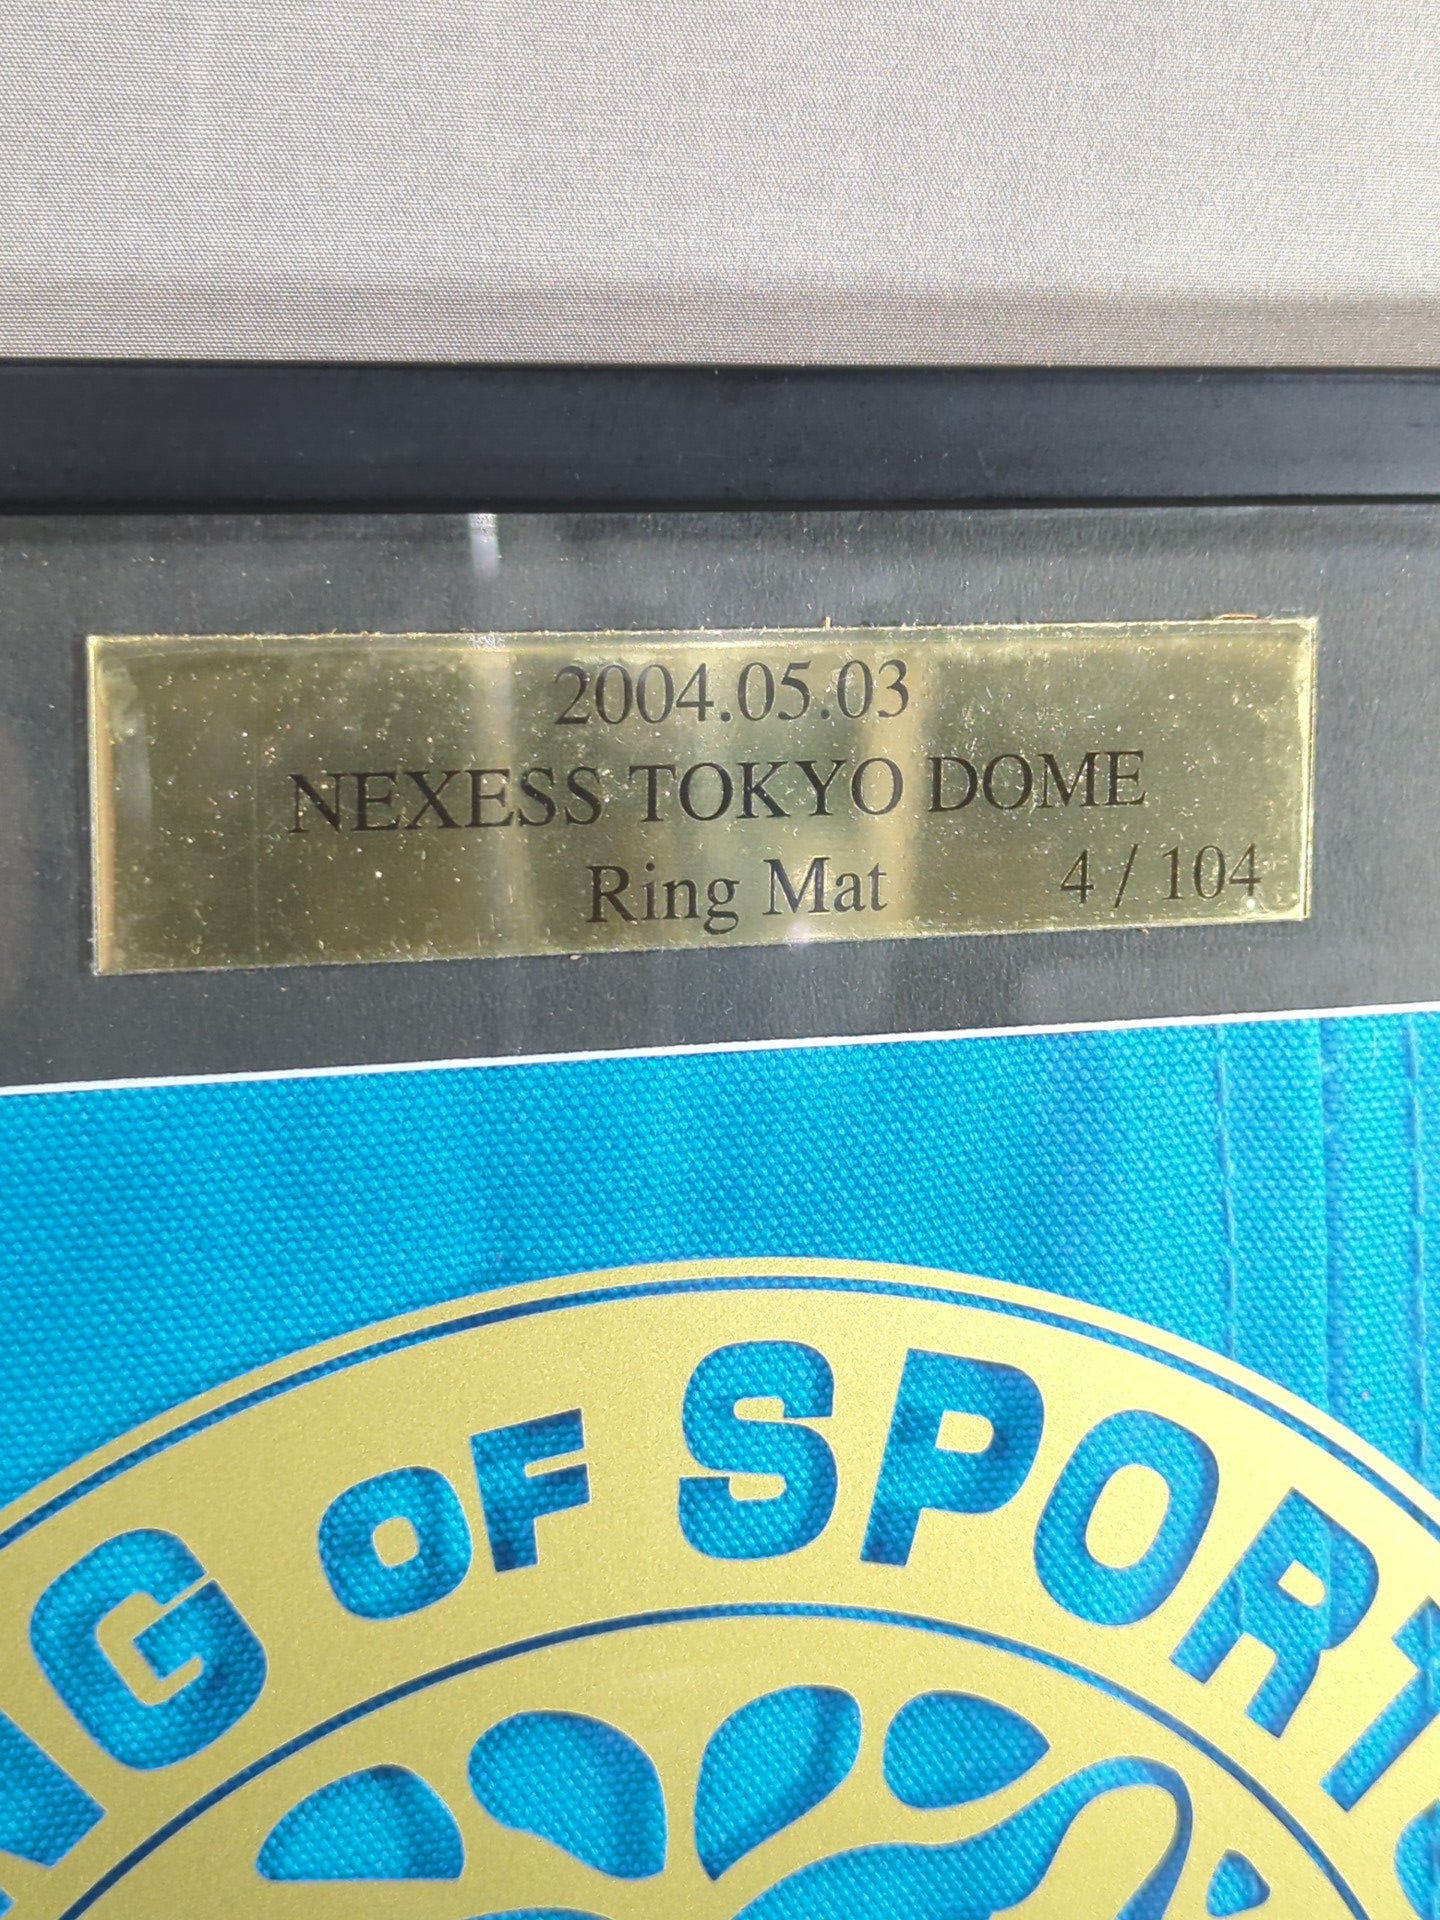 2004.05.03
NEXESS TOKYO DOME
Ring Mat 4 / 104
G OF SPORT